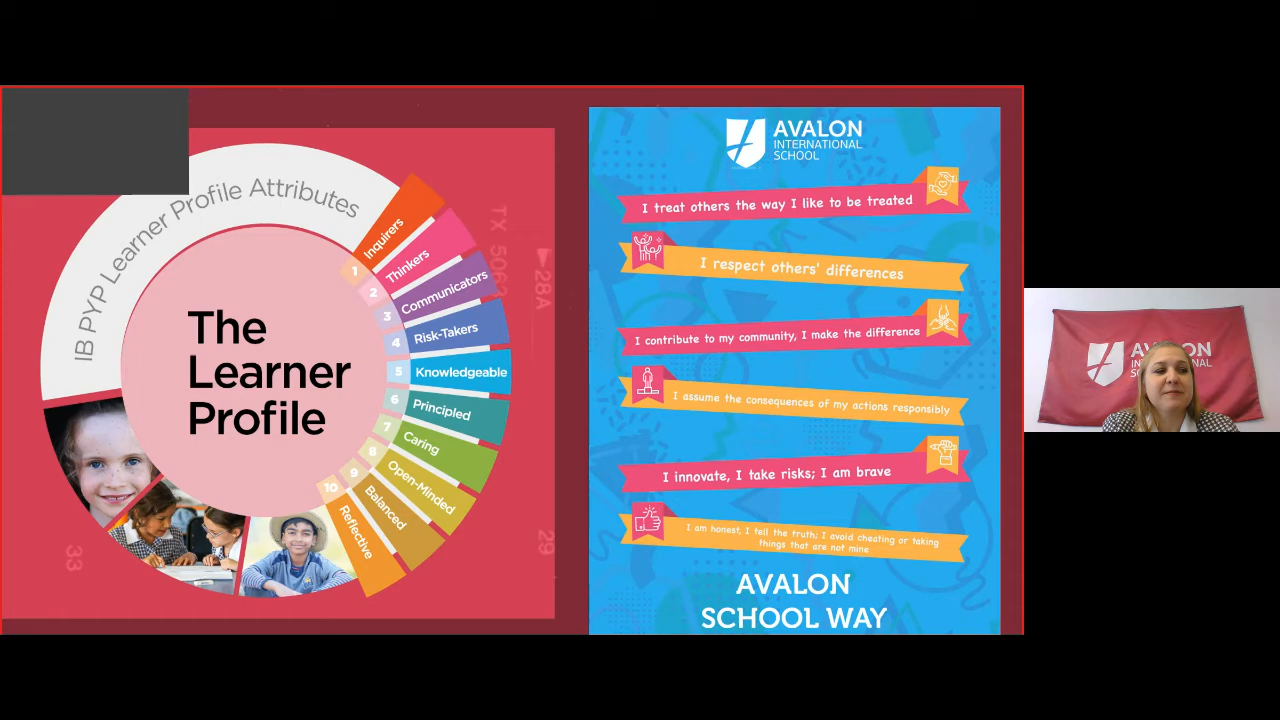 IB PYP Learner Profile Attributes
The
Learner
Profile
1 Inquirers
2 Thinkers
3 Communicators
4 Risk-Takers
5 Knowledgeable
6 Principled
7 Caring
8 Open-Minded
9 Balanced
10 Reflective
28A
29
33
AVALON
INTERNATIONAL
SCHOOL
I treat others the way I like to be treated
I respect others' differences
I contribute to my community, I make the difference
I assume the consequences of my actions responsibly
I innovate, I take risks; I am brave
I am honest, I tell the truth; I avoid cheating or taking
things that are not mine
AVALON
SCHOOL WAY